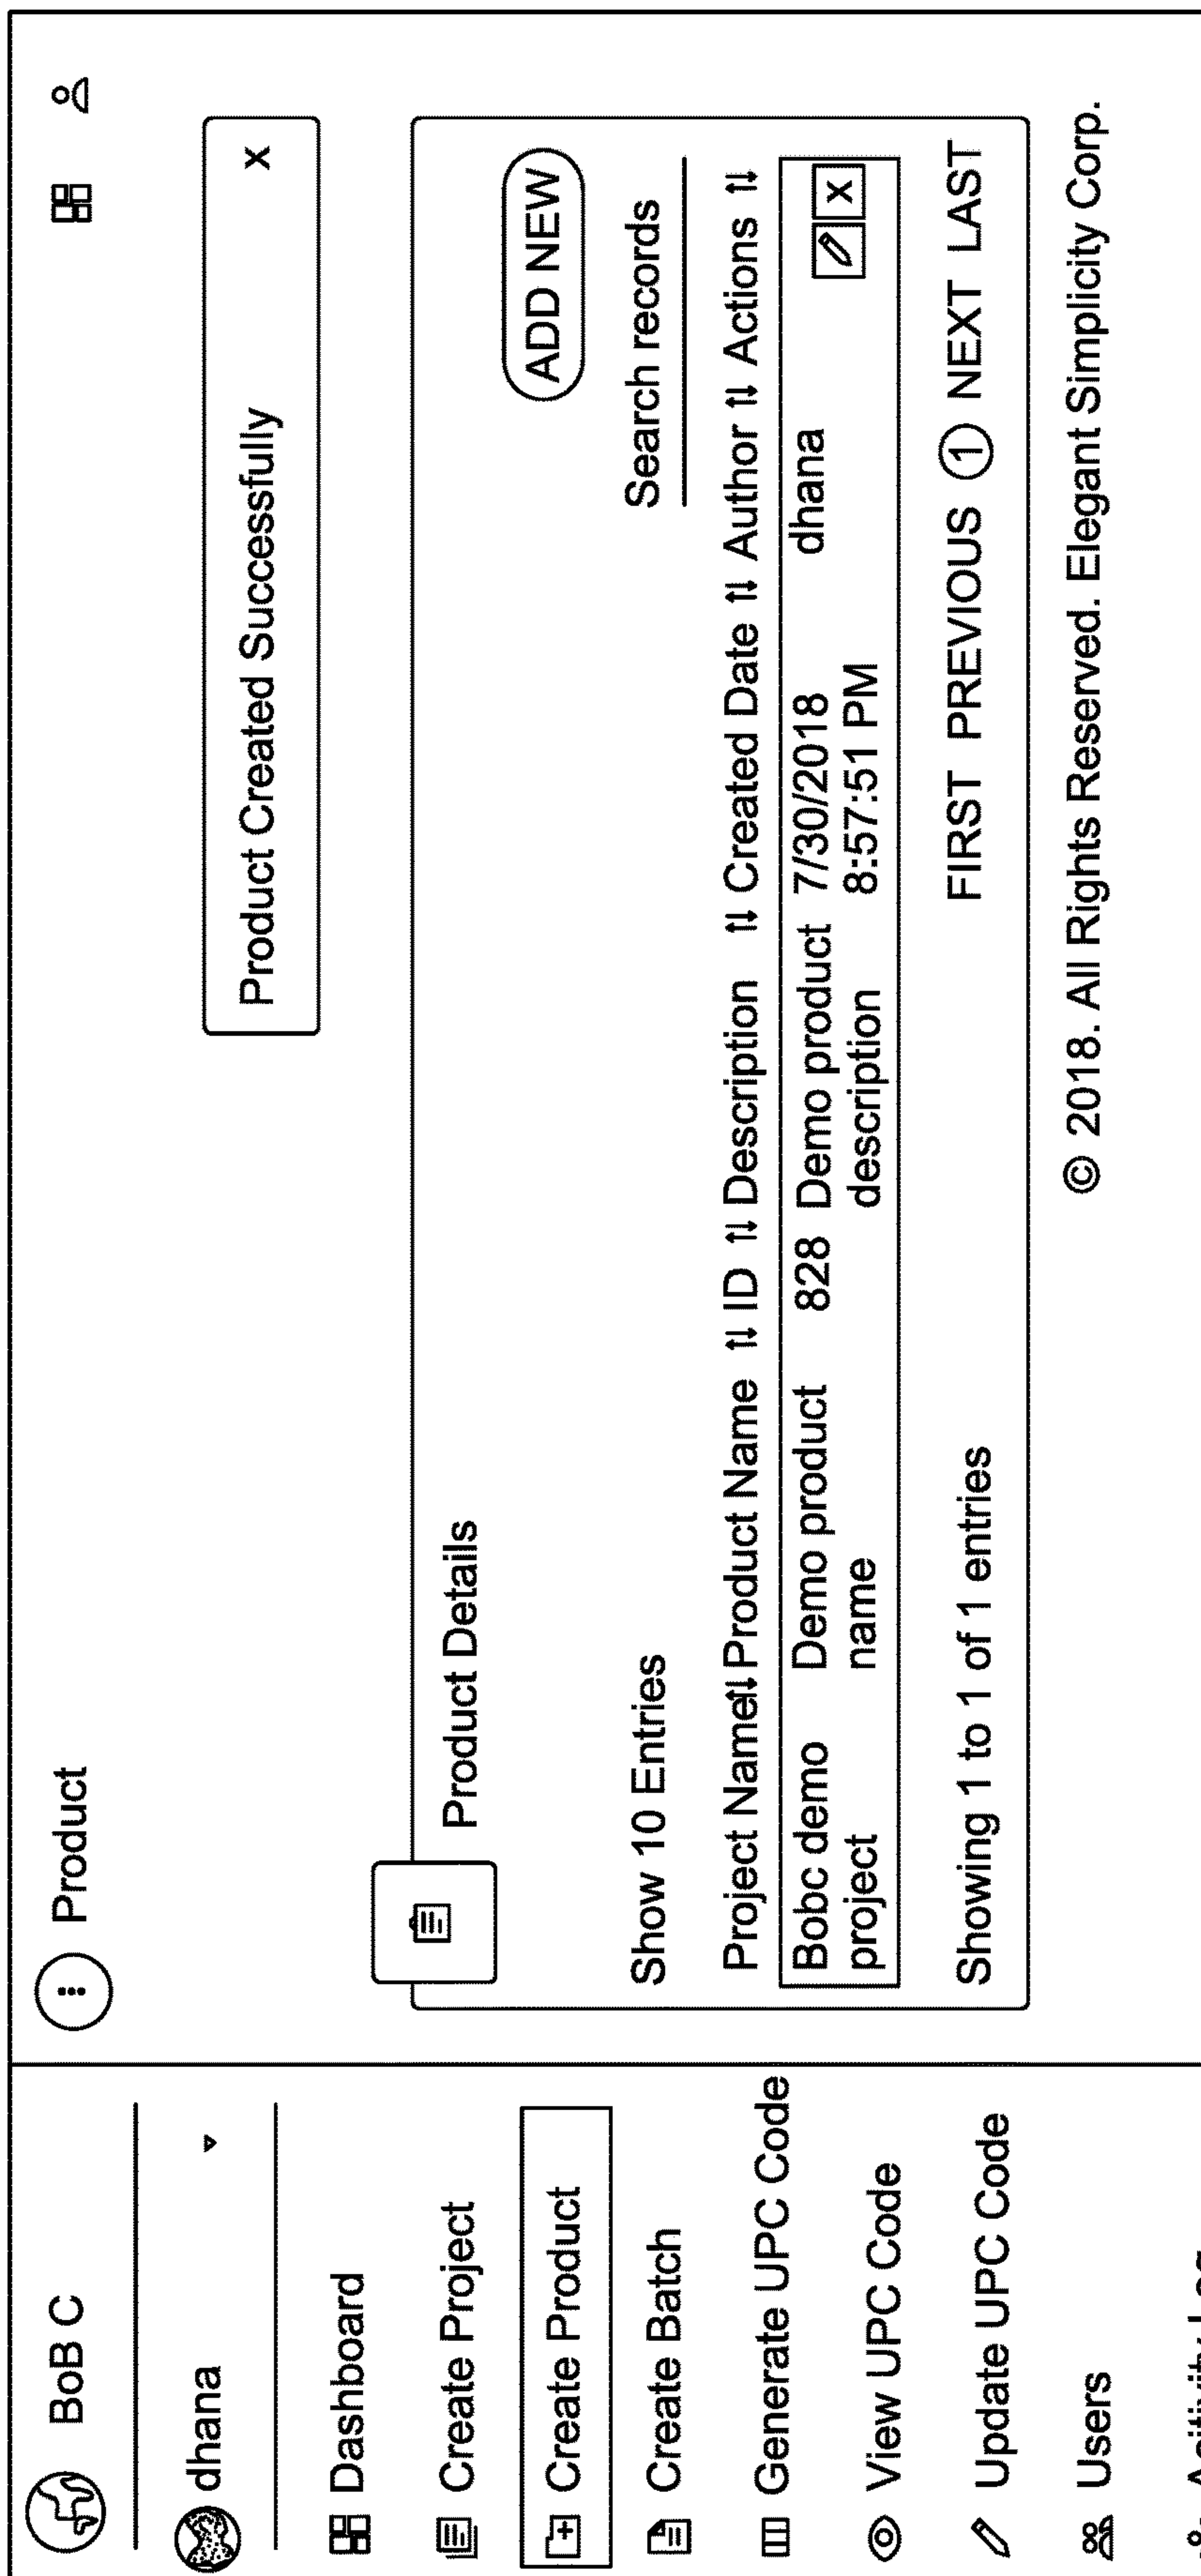 BoB C
dhana
Dashboard
Create Project
Create Product
Create Batch
Generate UPC Code
View UPC Code
Update UPC Code
Users
Product
Product Created Successfully X
Product Details
ADD NEW
Show 10 Entries
Search records
Project Name Product Name ID Description Created Date Author Actions
Bobc demo Demo product 828 Demo product 7/30/2018 dhana X
project name description 8:57:51 PM
Showing 1 to 1 of 1 entries
FIRST PREVIOUS 1 NEXT LAST
© 2018. All Rights Reserved. Elegant Simplicity Corp.